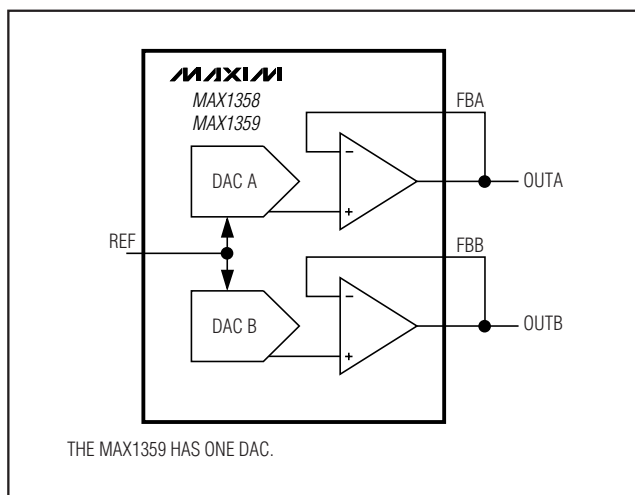 MAXIM
MAX1358
MAX1359
FBA
DAC A
−
+
OUTA
REF
FBB
DAC B
−
+
OUTB
THE MAX1359 HAS ONE DAC.